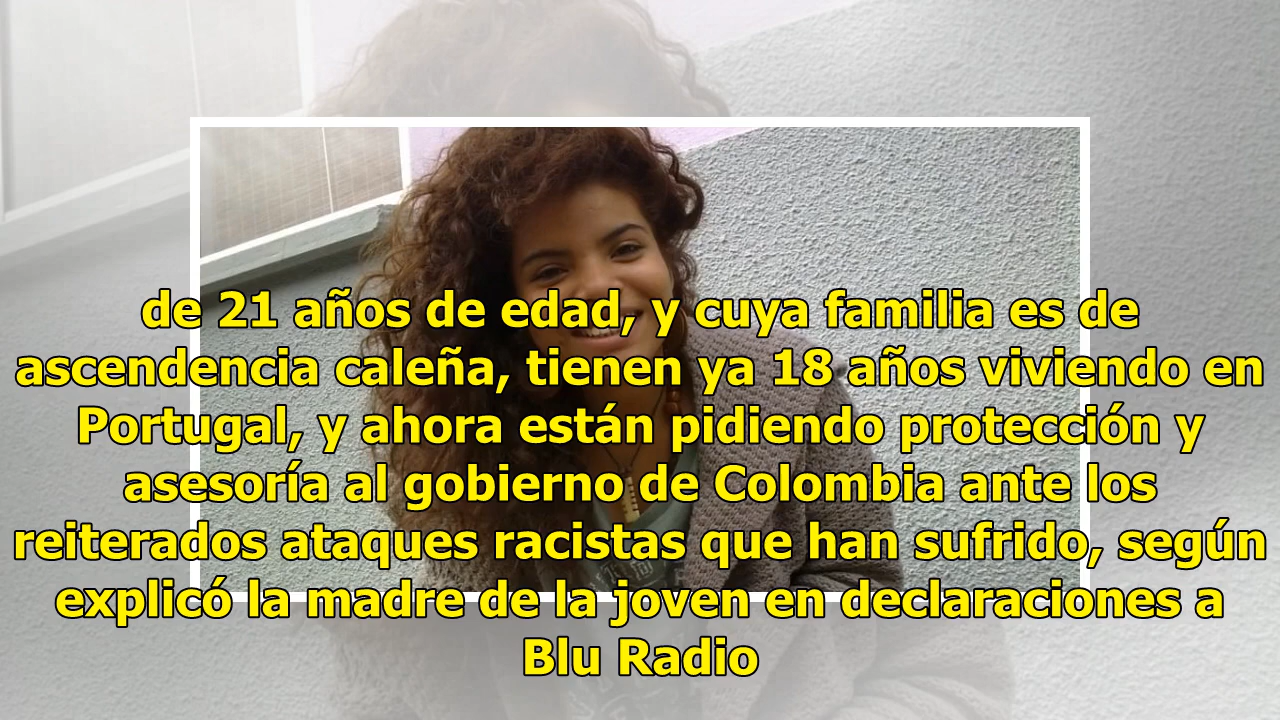 de 21 años de edad, y cuya familia es de
ascendencia caleña, tienen ya 18 años viviendo en
Portugal, y ahora están pidiendo protección y
asesoría al gobierno de Colombia ante los
reiterados ataques racistas que han sufrido, según
explicó la madre de la joven en declaraciones a
Blu Radio